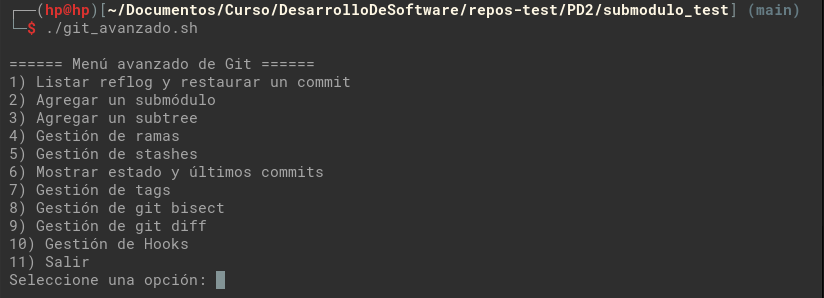 (hp@hp)[~/Documentos/Curso/DesarrolloDeSoftware/repos-test/PD2/submodulo_test] (main)
$ ./git_avanzado.sh
====== Menú avanzado de Git ======
1) Listar reflog y restaurar un commit
2) Agregar un submódulo
3) Agregar un subtree
4) Gestión de ramas
5) Gestión de stashes
6) Mostrar estado y últimos commits
7) Gestión de tags
8) Gestión de git bisect
9) Gestión de git diff
10) Gestión de Hooks
11) Salir
Seleccione una opción: